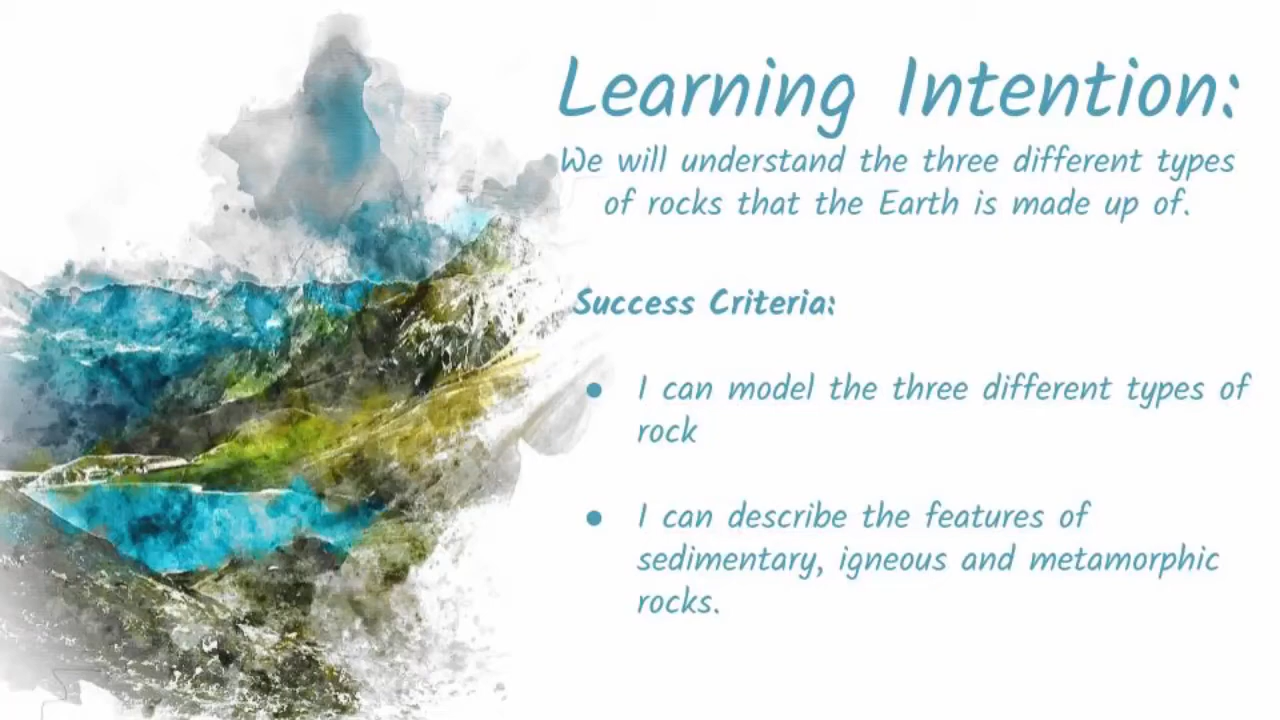 Learning Intention:
We will understand the three different types
of rocks that the Earth is made up of.
Success Criteria:
● I can model the three different types of
rock
● I can describe the features of
sedimentary, igneous and metamorphic
rocks.